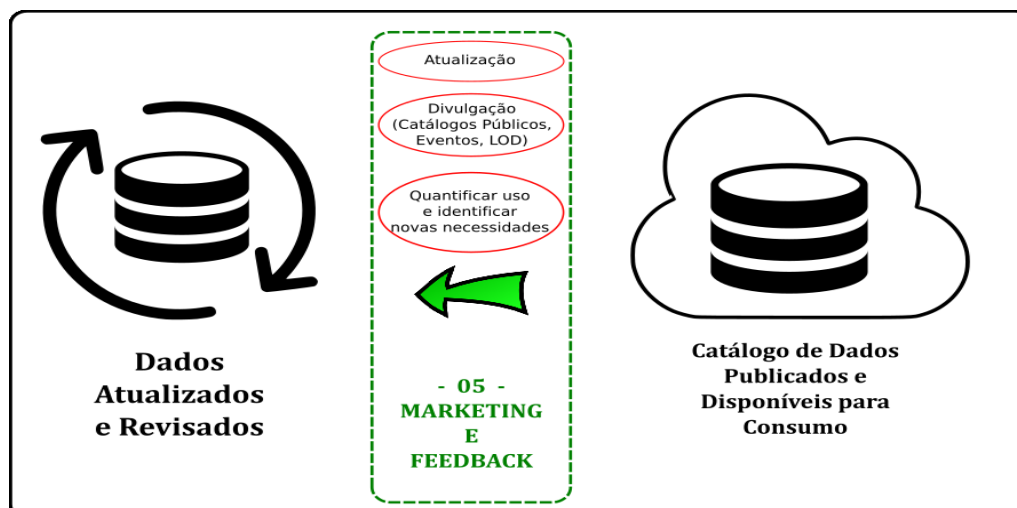 Atualização
Divulgação
(Catálogos Públicos,
Eventos, LOD)
Quantificar uso
e identificar
novas necessidades
Dados
Atualizados
e Revisados
- 05 -
MARKETING
E
FEEDBACK
Catálogo de Dados
Publicados e
Disponíveis para
Consumo